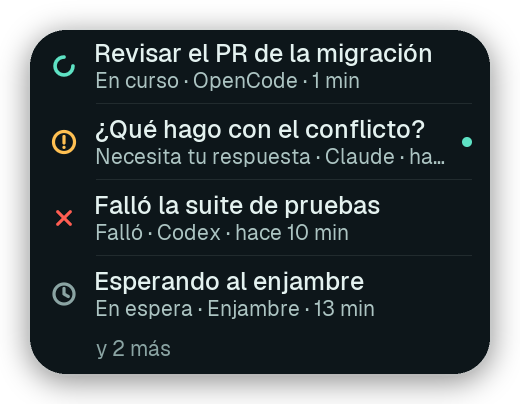 Revisar el PR de la migración
En curso · OpenCode · 1 min
¿Qué hago con el conflicto?
Necesita tu respuesta · Claude · ha…
Falló la suite de pruebas
Falló · Codex · hace 10 min
Esperando al enjambre
En espera · Enjambre · 13 min
y 2 más